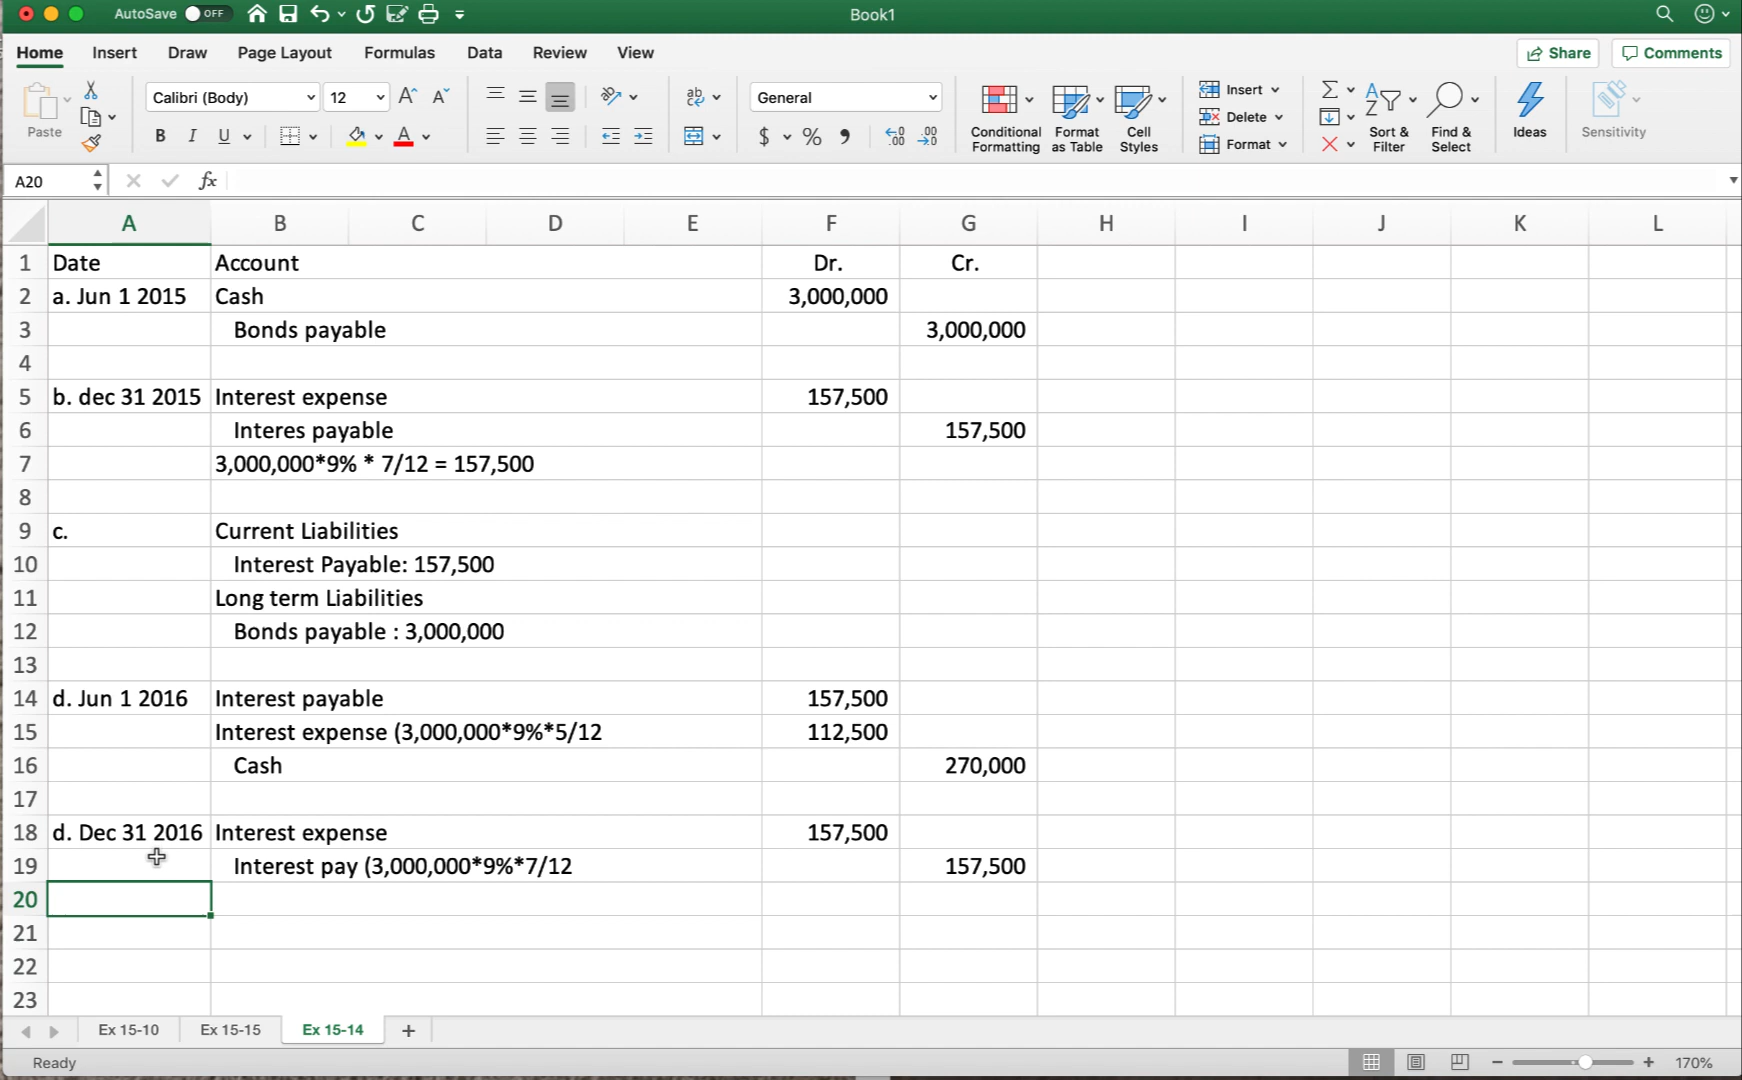 AutoSave OFF Book1
Home Insert Draw Page Layout Formulas Data Review View Share Comments
Paste Calibri (Body) 12 A A General Conditional Formatting Format as Table Cell Styles Insert Delete Format Sort & Filter Find & Select Ideas Sensitivity
B I U A $ % 9
A20 fx
A B C D E F G H I J K L
1 Date Account Dr. Cr.
2 a. Jun 1 2015 Cash 3,000,000
3 Bonds payable 3,000,000
4
5 b. dec 31 2015 Interest expense 157,500
6 Interes payable 157,500
7 3,000,000*9% * 7/12 = 157,500
8
9 c. Current Liabilities
10 Interest Payable: 157,500
11 Long term Liabilities
12 Bonds payable : 3,000,000
13
14 d. Jun 1 2016 Interest payable 157,500
15 Interest expense (3,000,000*9%*5/12 112,500
16 Cash 270,000
17
18 d. Dec 31 2016 Interest expense 157,500
19 Interest pay (3,000,000*9%*7/12 157,500
20
21
22
23
Ex 15-10 Ex 15-15 Ex 15-14 +
Ready 170%